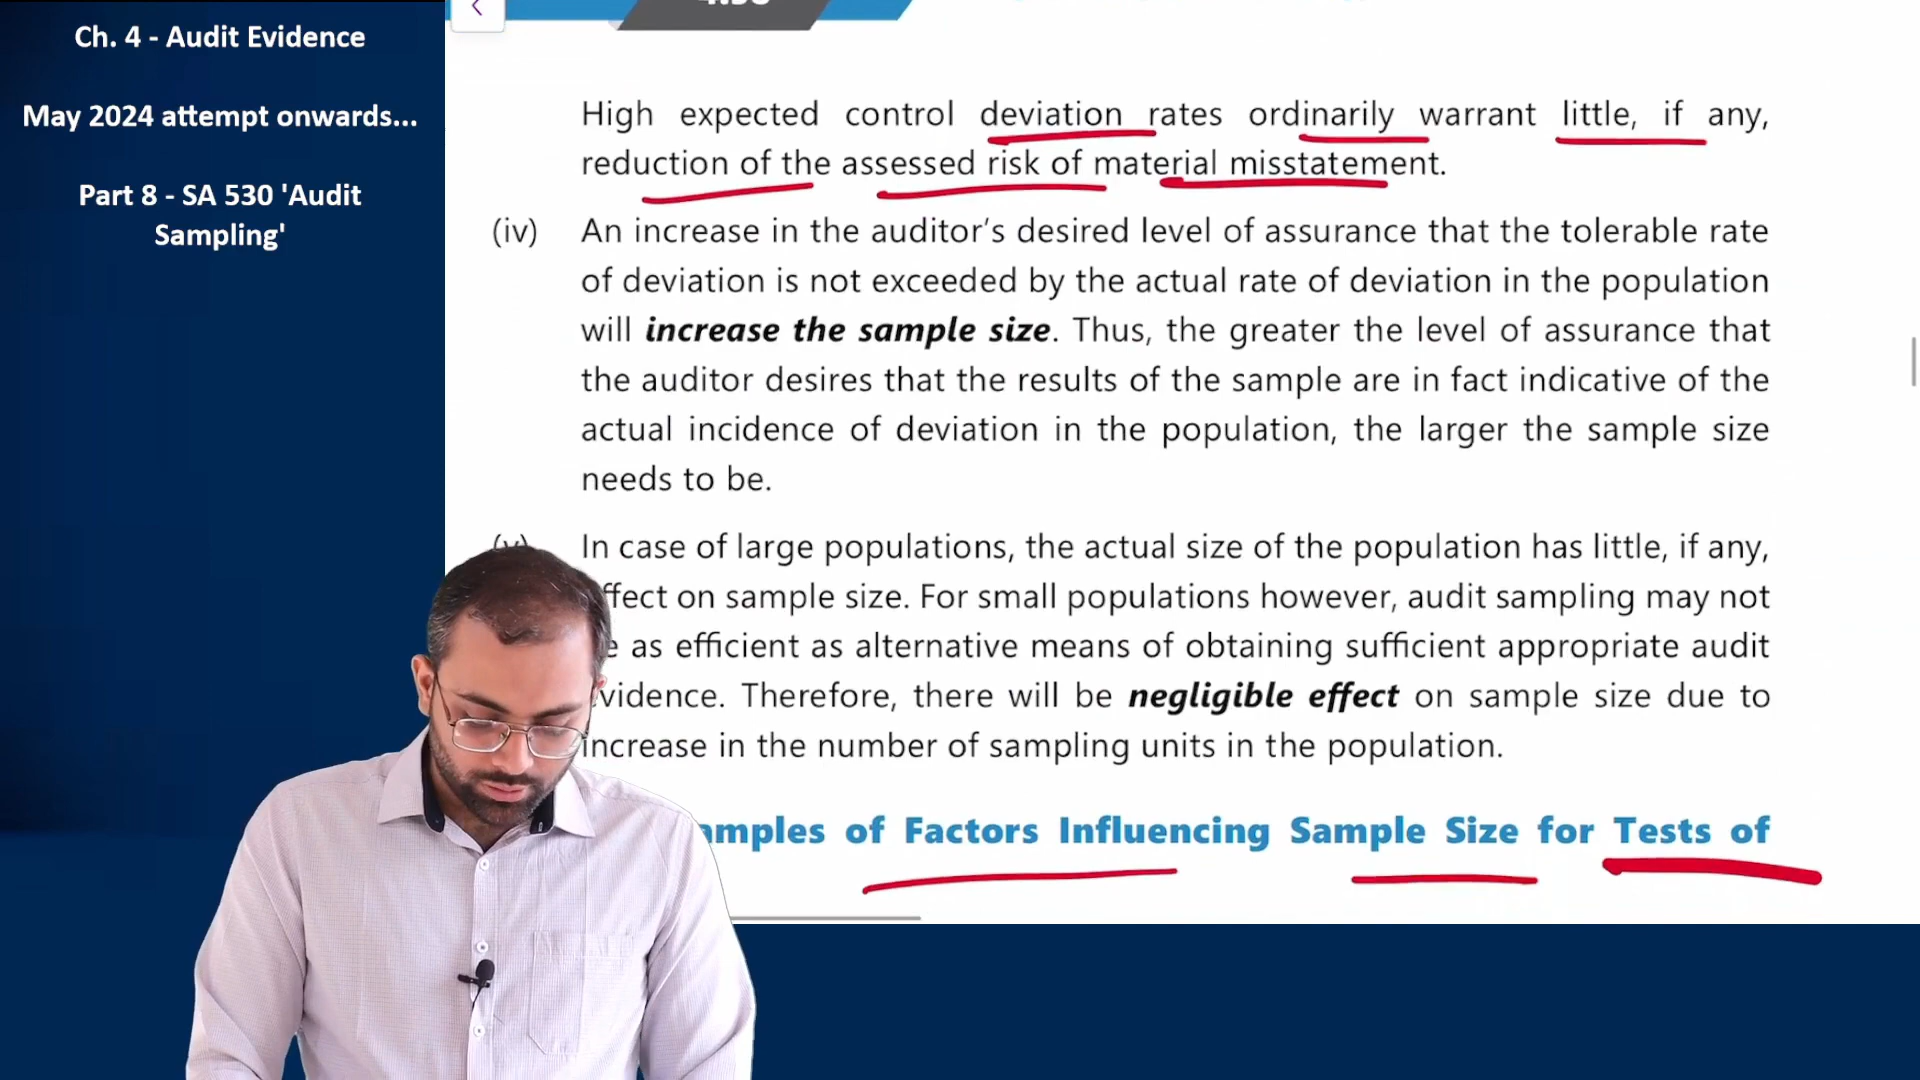 Ch. 4 - Audit Evidence
May 2024 attempt onwards...
Part 8 - SA 530 'Audit
Sampling'
High expected control deviation rates ordinarily warrant little, if any,
reduction of the assessed risk of material misstatement.
(iv) An increase in the auditor’s desired level of assurance that the tolerable rate
of deviation is not exceeded by the actual rate of deviation in the population
will increase the sample size. Thus, the greater the level of assurance that
the auditor desires that the results of the sample are in fact indicative of the
actual incidence of deviation in the population, the larger the sample size
needs to be.
(v) In case of large populations, the actual size of the population has little, if any,
ffect on sample size. For small populations however, audit sampling may not
e as efficient as alternative means of obtaining sufficient appropriate audit
vidence. Therefore, there will be negligible effect on sample size due to
increase in the number of sampling units in the population.
amples of Factors Influencing Sample Size for Tests of